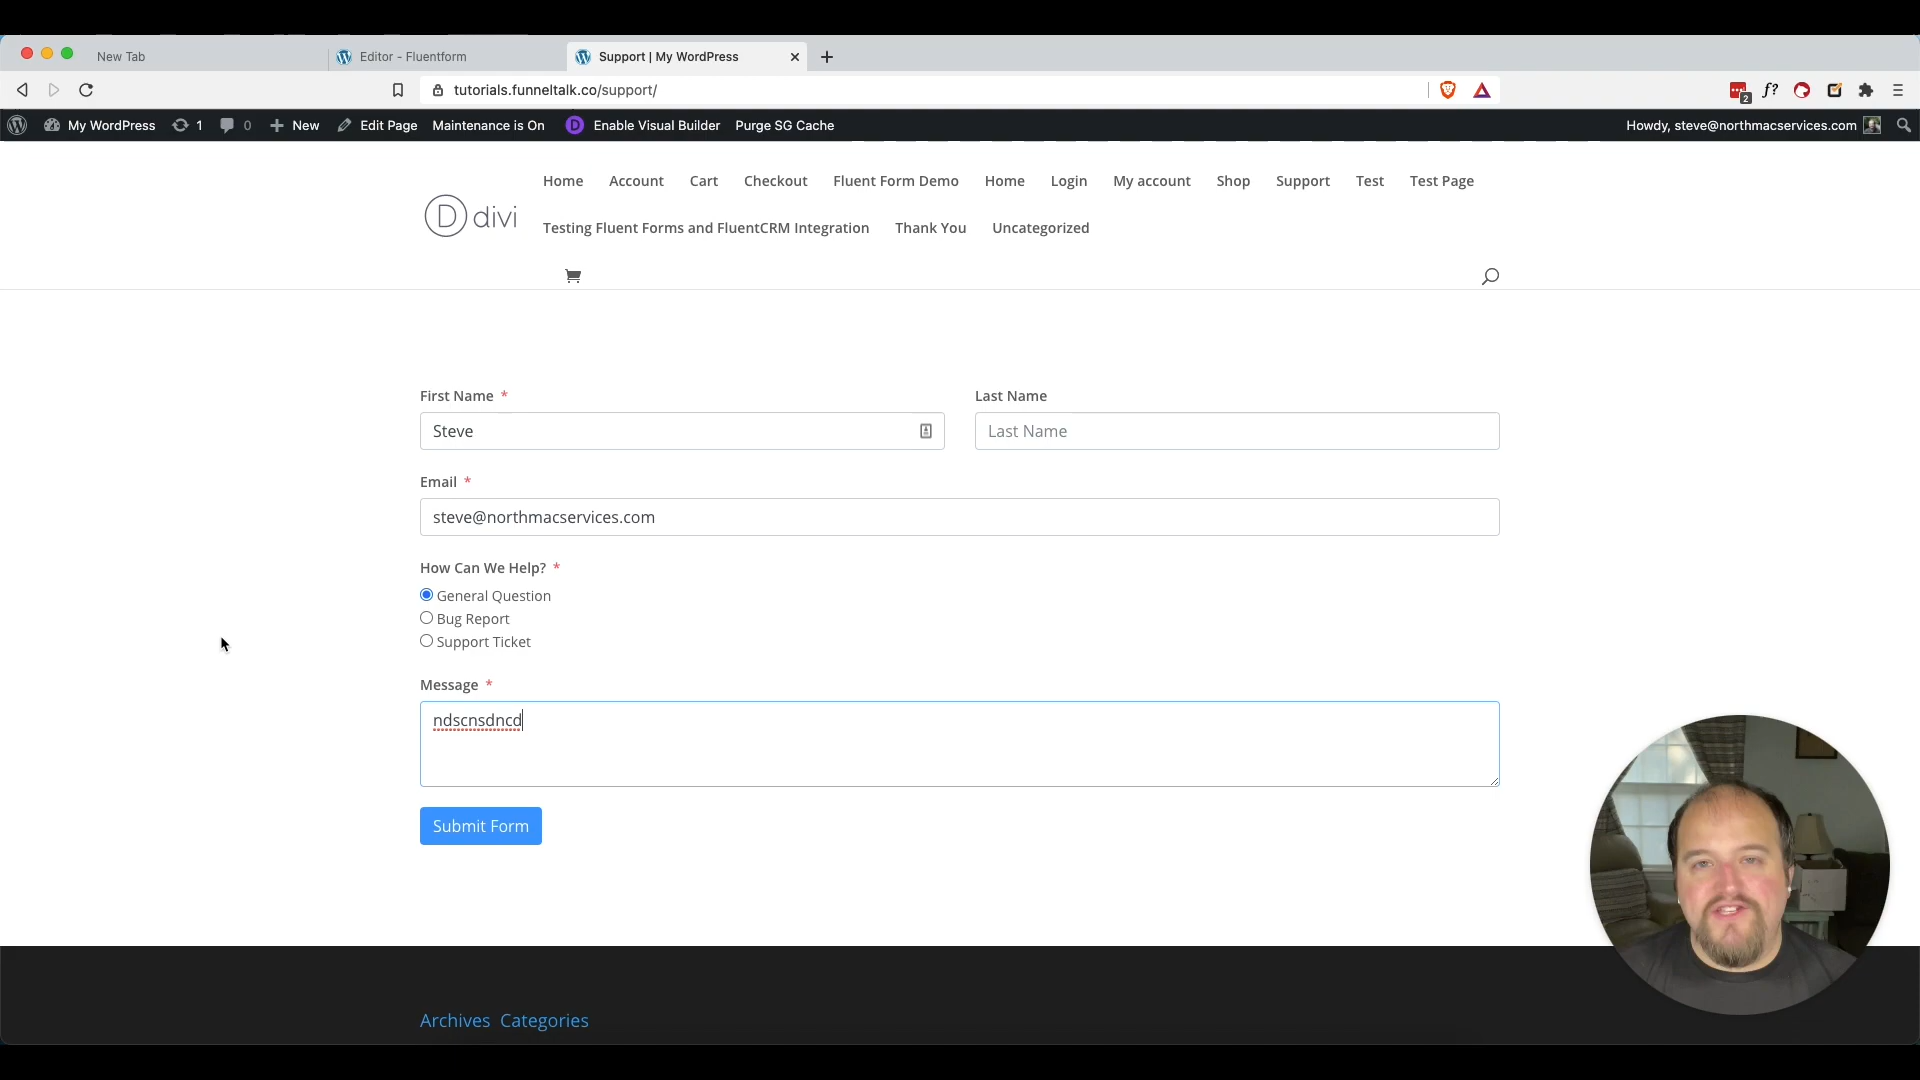 New Tab
Editor - Fluentform
Support | My WordPress
tutorials.funneltalk.co/support/
2
f?
My WordPress 1 0 New Edit Page Maintenance is On D Enable Visual Builder Purge SG Cache
Howdy, steve@northmacservices.com
Home Account Cart Checkout Fluent Form Demo Home Login My account Shop Support Test Test Page
D divi
Testing Fluent Forms and FluentCRM Integration Thank You Uncategorized
First Name *
Last Name
Steve
Last Name
Email *
steve@northmacservices.com
How Can We Help? *
General Question
Bug Report
Support Ticket
Message *
ndscnsdncd
Submit Form
Archives Categories